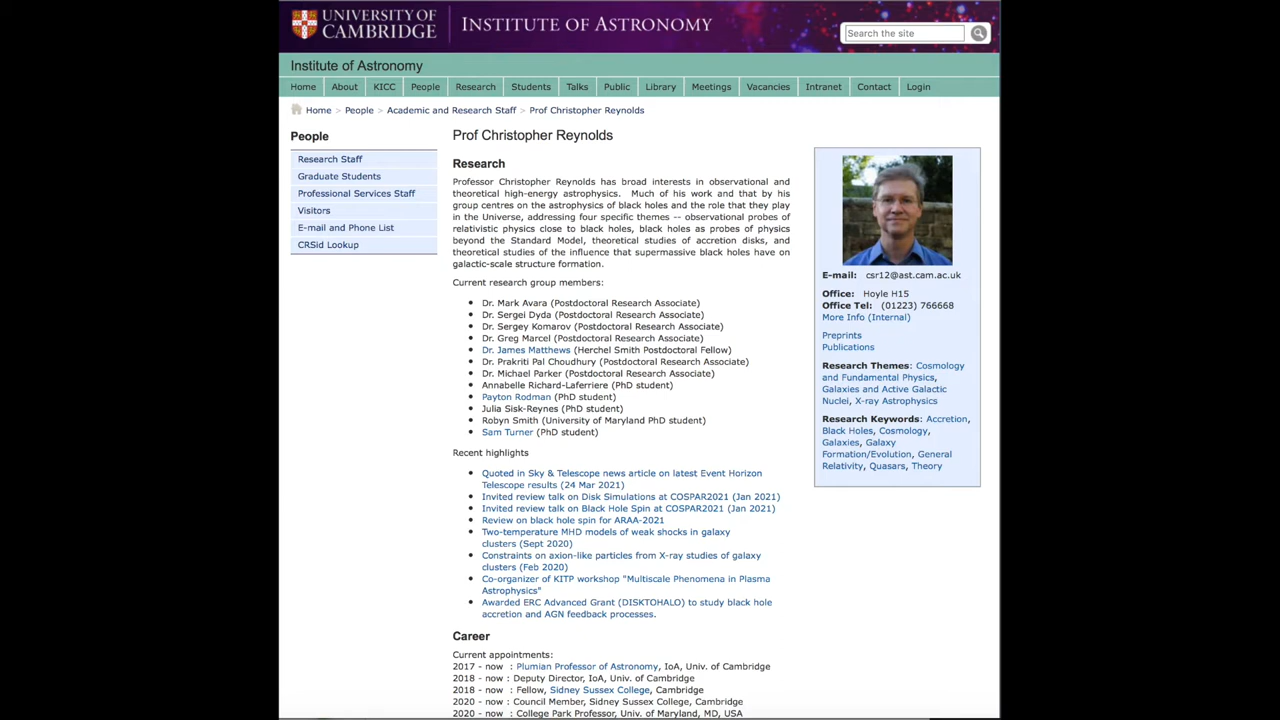 UNIVERSITY OF
CAMBRIDGE
INSTITUTE OF ASTRONOMY
Search the site
Institute of Astronomy
Home About KICC People Research Students Talks Public Library Meetings Vacancies Intranet Contact Login
Home > People > Academic and Research Staff > Prof Christopher Reynolds
People
Research Staff
Graduate Students
Professional Services Staff
Visitors
E-mail and Phone List
CRSid Lookup
Prof Christopher Reynolds
Research
Professor Christopher Reynolds has broad interests in observational and
theoretical high-energy astrophysics. Much of his work and that by his
group centres on the astrophysics of black holes and the role that they play
in the Universe, addressing four specific themes -- observational probes of
relativistic physics close to black holes, black holes as probes of physics
beyond the Standard Model, theoretical studies of accretion disks, and
theoretical studies of the influence that supermassive black holes have on
galactic-scale structure formation.
Current research group members:
• Dr. Mark Avara (Postdoctoral Research Associate)
• Dr. Sergei Dyda (Postdoctoral Research Associate)
• Dr. Sergey Komarov (Postdoctoral Research Associate)
• Dr. Greg Marcel (Postdoctoral Research Associate)
• Dr. James Matthews (Herchel Smith Postdoctoral Fellow)
• Dr. Prakriti Pal Choudhury (Postdoctoral Research Associate)
• Dr. Michael Parker (Postdoctoral Research Associate)
• Annabelle Richard-Laferriere (PhD student)
• Payton Rodman (PhD student)
• Julia Sisk-Reynes (PhD student)
• Robyn Smith (University of Maryland PhD student)
• Sam Turner (PhD student)
Recent highlights
• Quoted in Sky & Telescope news article on latest Event Horizon
Telescope results (24 Mar 2021)
• Invited review talk on Disk Simulations at COSPAR2021 (Jan 2021)
• Invited review talk on Black Hole Spin at COSPAR2021 (Jan 2021)
• Review on black hole spin for ARAA-2021
• Two-temperature MHD models of weak shocks in galaxy
clusters (Sept 2020)
• Constraints on axion-like particles from X-ray studies of galaxy
clusters (Feb 2020)
• Co-organizer of KITP workshop "Multiscale Phenomena in Plasma
Astrophysics"
• Awarded ERC Advanced Grant (DISKTOHALO) to study black hole
accretion and AGN feedback processes.
Career
Current appointments:
2017 - now : Plumian Professor of Astronomy, IoA, Univ. of Cambridge
2018 - now : Deputy Director, IoA, Univ. of Cambridge
2018 - now : Fellow, Sidney Sussex College, Cambridge
2020 - now : Council Member, Sidney Sussex College, Cambridge
2020 - now : College Park Professor, Univ. of Maryland, MD, USA
E-mail: csr12@ast.cam.ac.uk
Office: Hoyle H15
Office Tel: (01223) 766668
More Info (Internal)
Preprints
Publications
Research Themes: Cosmology
and Fundamental Physics,
Galaxies and Active Galactic
Nuclei, X-ray Astrophysics
Research Keywords: Accretion,
Black Holes, Cosmology,
Galaxies, Galaxy
Formation/Evolution, General
Relativity, Quasars, Theory